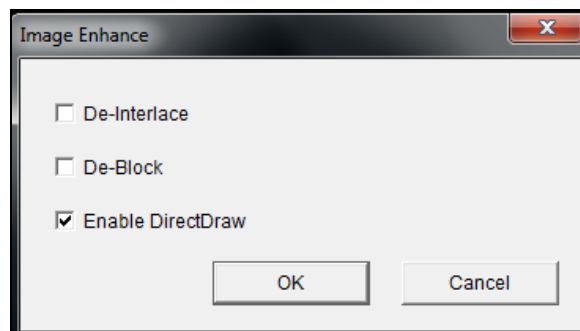 Image Enhance
De-Interlace
De-Block
Enable DirectDraw
OK Cancel